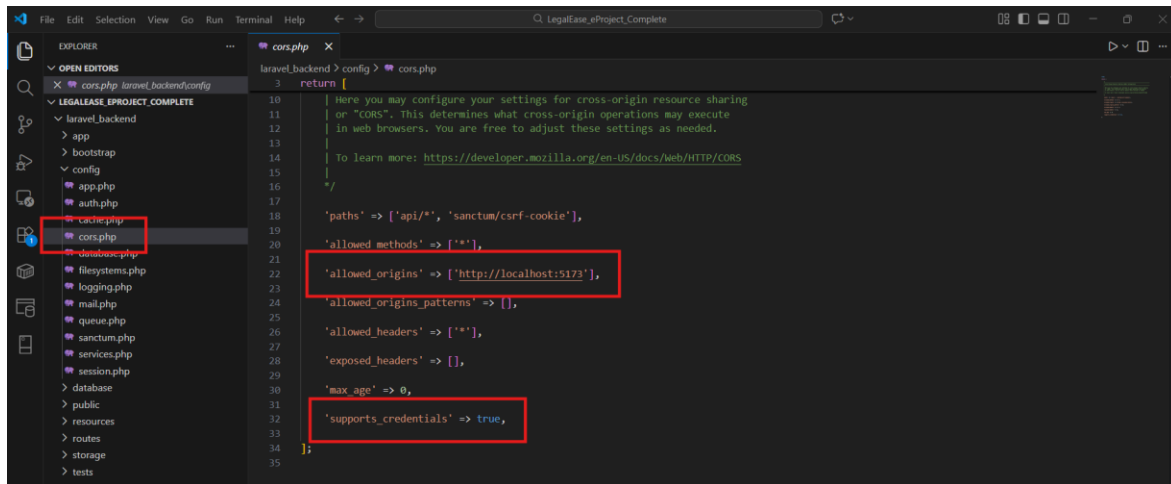 File Edit Selection View Go Run Terminal Help
LegalEase_eProject_Complete
EXPLORER
cors.php
OPEN EDITORS
cors.php laravel_backend\config
LEGALEASE_EPROJECT_COMPLETE
laravel_backend
app
bootstrap
config
app.php
auth.php
cache.php
cors.php
database.php
filesystems.php
logging.php
mail.php
queue.php
sanctum.php
services.php
session.php
database
public
resources
routes
storage
tests
1
laravel_backend > config > cors.php
3 return [
10 | Here you may configure your settings for cross-origin resource sharing
11 | or "CORS". This determines what cross-origin operations may execute
12 | in web browsers. You are free to adjust these settings as needed.
13 |
14 | To learn more: https://developer.mozilla.org/en-US/docs/Web/HTTP/CORS
15 |
16 */
17
18 'paths' => ['api/*', 'sanctum/csrf-cookie'],
19
20 'allowed_methods' => ['*'],
21
22 'allowed_origins' => ['http://localhost:5173'],
23
24 'allowed_origins_patterns' => [],
25
26 'allowed_headers' => ['*'],
27
28 'exposed_headers' => [],
29
30 'max_age' => 0,
31
32 'supports_credentials' => true,
33
34 ];
35